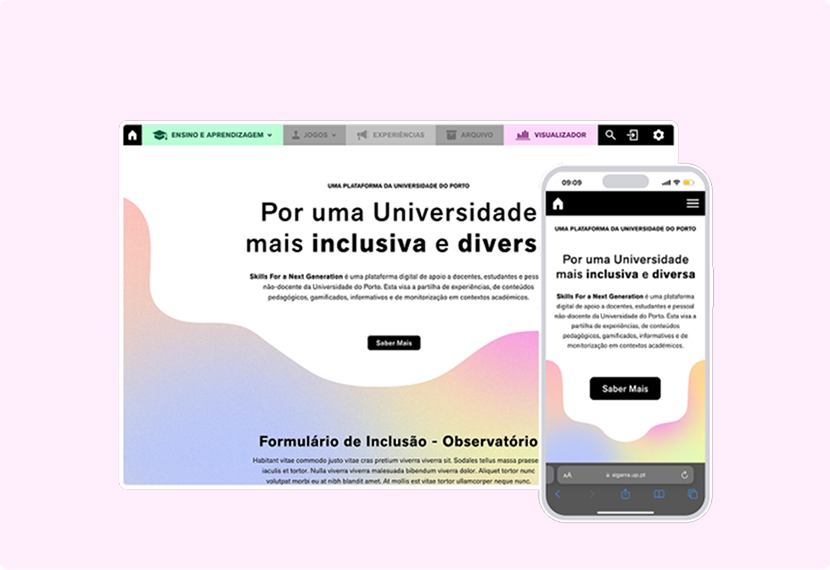 ENSINO E APRENDIZAGEM JOGOS EXPERIÊNCIAS ARQUIVO VISUALIZADOR
UMA PLATAFORMA DA UNIVERSIDADE DO PORTO
Por uma Universidade
mais inclusiva e divers
Skills For a Next Generation é uma plataforma digital de apoio a docentes, estudantes e pess
não-docente da Universidade do Porto. Esta visa a partilha de experiências, de conteúdos
pedagógicos, gamificados, informativos e de monitorização em contextos académicos.
Saber Mais
Formulário de Inclusão - Observatório
Habitant vitae commodo justo vitae cras pretium viverra viverra sit. Sodales tellus massa praese
iaculis et tortor. Nulla viverra viverra malesuada bibendum viverra dolor. Aliquet tortor nunc
volutpat morbi eu at nibh blandit amet. At mollis est vitae tortor ullamcorper neque nunc.
09:09
UMA PLATAFORMA DA UNIVERSIDADE DO PORTO
Por uma Universidade
mais inclusiva e diversa
Skills For a Next Generation é uma plataforma
digital de apoio a docentes, estudantes e pessoal
não-docente da Universidade do Porto. Esta visa a
partilha de experiências, de conteúdos
pedagógicos, gamificados, informativos e de
monitorização em contextos académicos.
Saber Mais
AA sigarra.up.pt